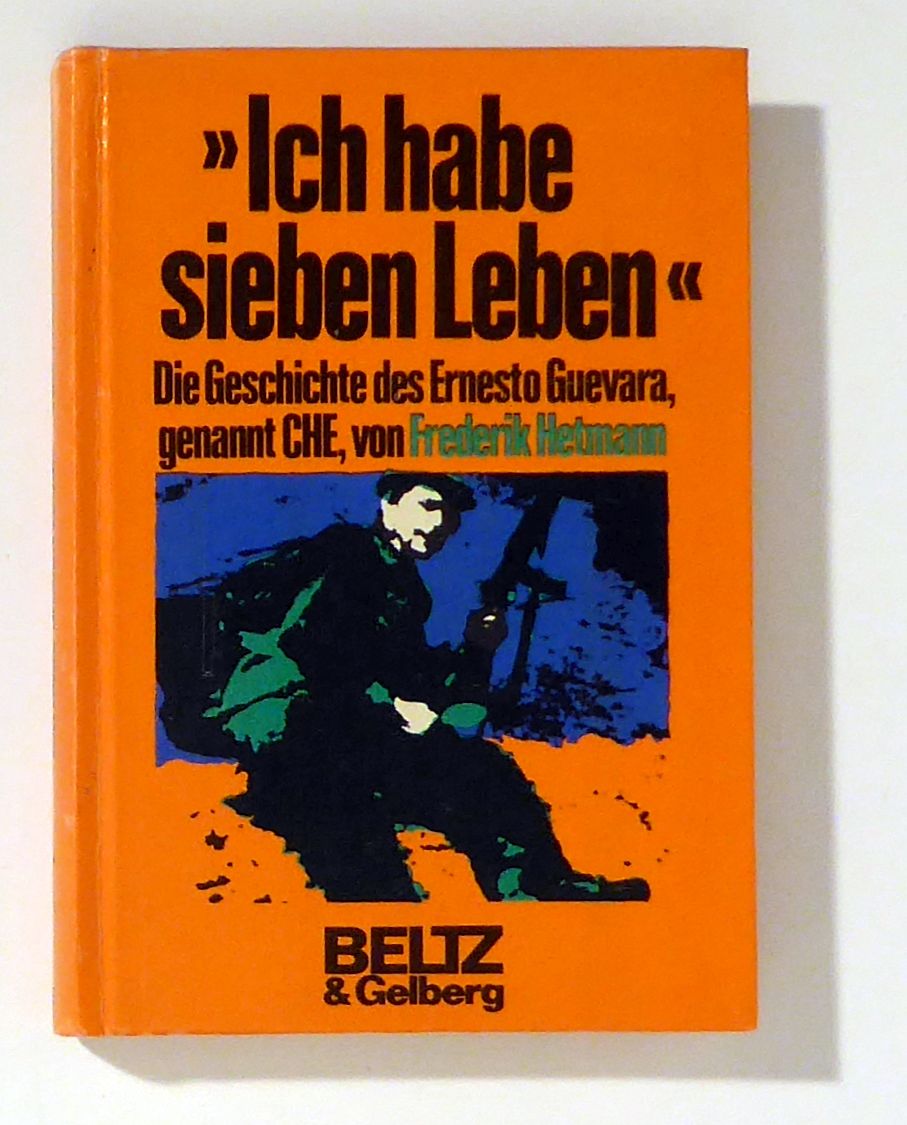 »Ich habe
sieben Leben«
Die Geschichte des Ernesto Guevara,
genannt CHE, von Frederik Hetmann
BELTZ
& Gelberg